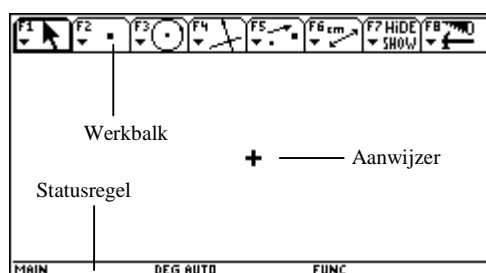 F1 F2 F3 F4 F5 F6 cm F7 HiDE SHOW F8
Werkbalk
Aanwijzer
Statusregel
MAIN DEG AUTO FUNC